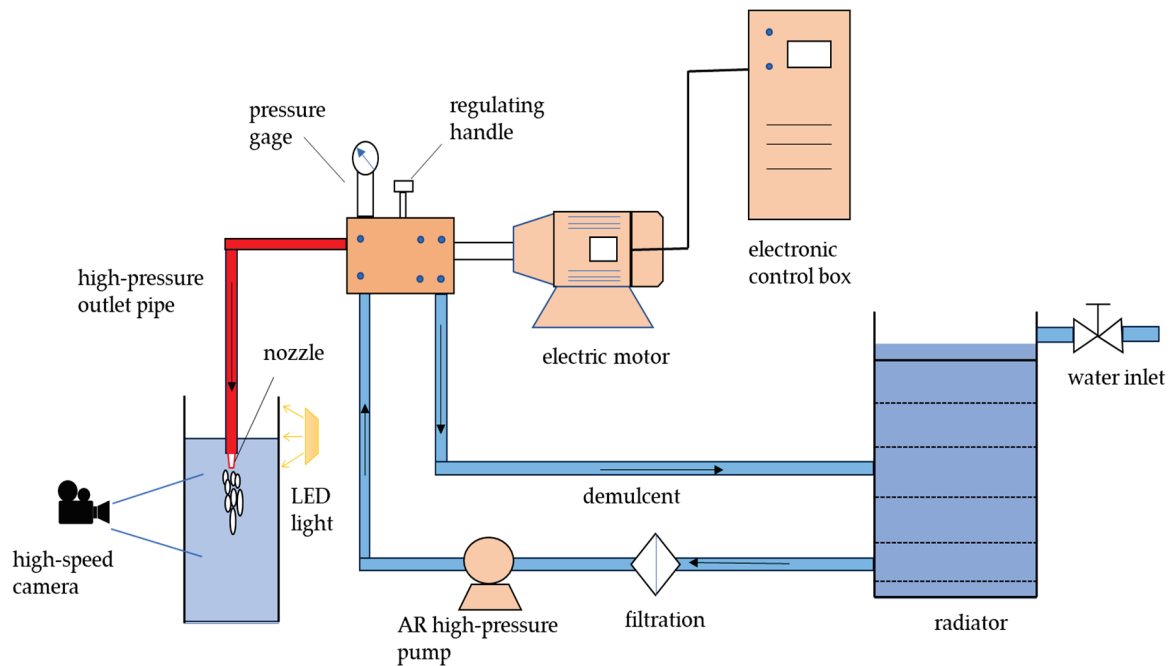 pressure
gage
regulating
handle
electronic
control box
high-pressure
outlet pipe
nozzle
electric motor
water inlet
LED
light
demulcent
high-speed
camera
AR high-pressure
pump
filtration
radiator